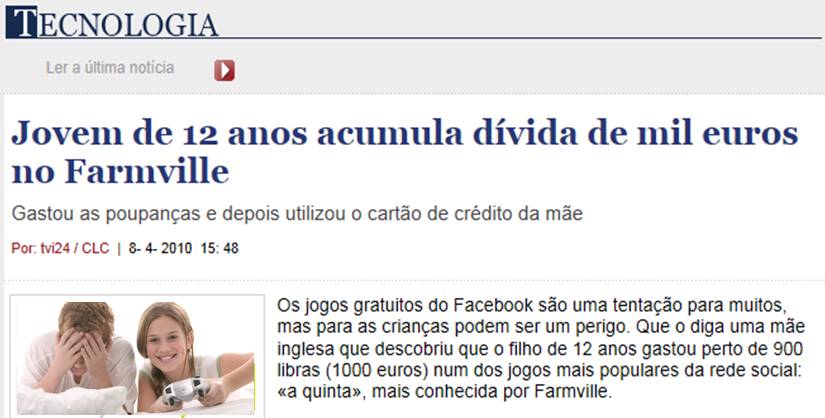 TECNOLOGIA
Ler a última notícia
Jovem de 12 anos acumula dívida de mil euros
no Farmville
Gastou as poupanças e depois utilizou o cartão de crédito da mãe
Por: tvi24 / CLC | 8- 4- 2010 15: 48
Os jogos gratuitos do Facebook são uma tentação para muitos,
mas para as crianças podem ser um perigo. Que o diga uma mãe
inglesa que descobriu que o filho de 12 anos gastou perto de 900
libras (1000 euros) num dos jogos mais populares da rede social:
«a quinta», mais conhecida por Farmville.